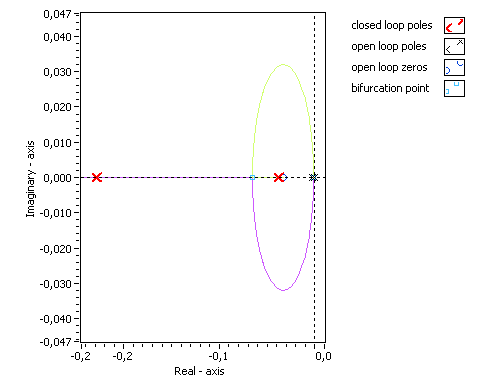 0,047
0,040
0,030
0,020
0,010
0,000
-0,010
-0,020
-0,030
-0,040
-0,047
Imaginary - axis
-0,2
-0,2
-0,1
0,0
Real - axis
closed loop poles
open loop poles
open loop zeros
bifurcation point